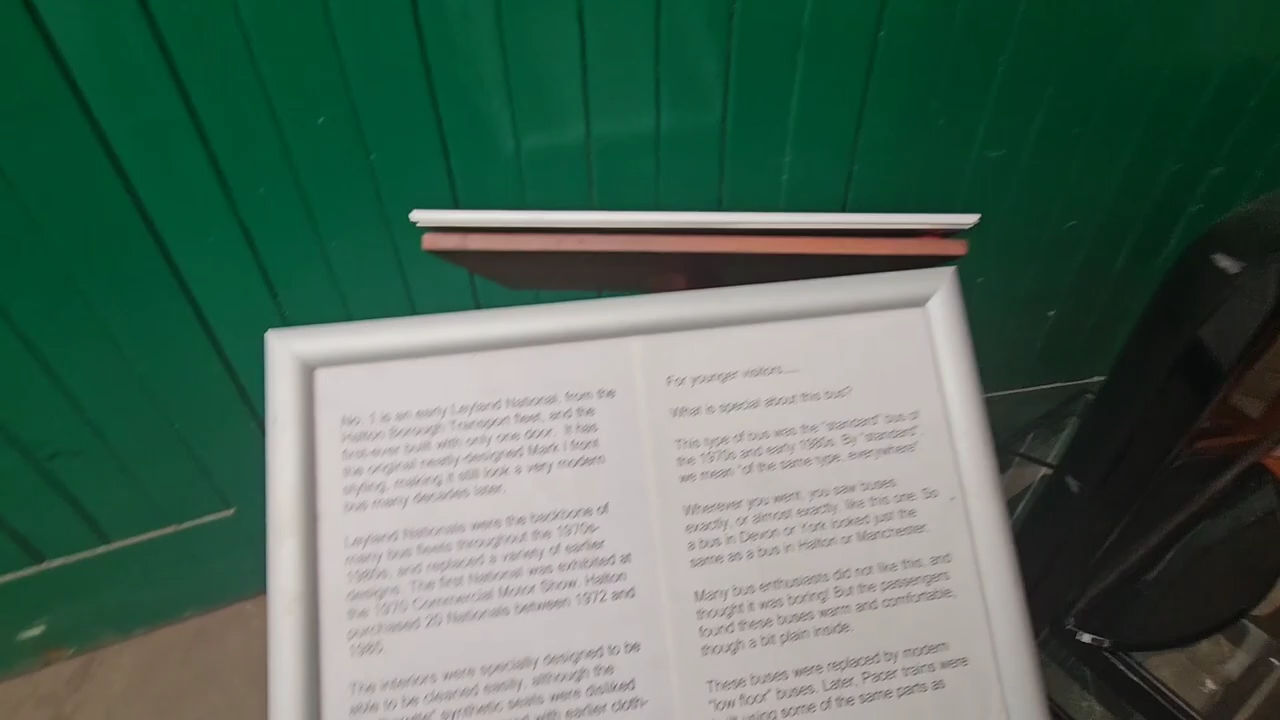 No. 1 is an early Leyland National, from the
Halton Borough Transport fleet, and the
first-ever built with only one door. It has
the original neatly-designed Mark I front
styling, making it still look a very modern
bus many decades later.
Leyland Nationals were the backbone of
many bus fleets throughout the 1970s-
1980s, and replaced a variety of earlier
designs. The first National was exhibited at
the 1970 Commercial Motor Show. Halton
purchased 20 Nationals between 1972 and
1985.
The interiors were specially designed to be
able to be cleaned easily, although the
synthetic seats were disliked
with earlier cloth-
For younger visitors.....
What is special about this bus?
This type of bus was the "standard" bus of
the 1970s and early 1980s. By "standard",
we mean "of the same type, everywhere"
Wherever you went, you saw buses
exactly, or almost exactly, like this one. So
a bus in Devon or York looked just the
same as a bus in Halton or Manchester.
Many bus enthusiasts did not like this, and
thought it was boring! But the passengers
found these buses warm and comfortable,
though a bit plain inside.
These buses were replaced by modern
"low floor" buses. Later, Pacer trains were
built using some of the same parts as